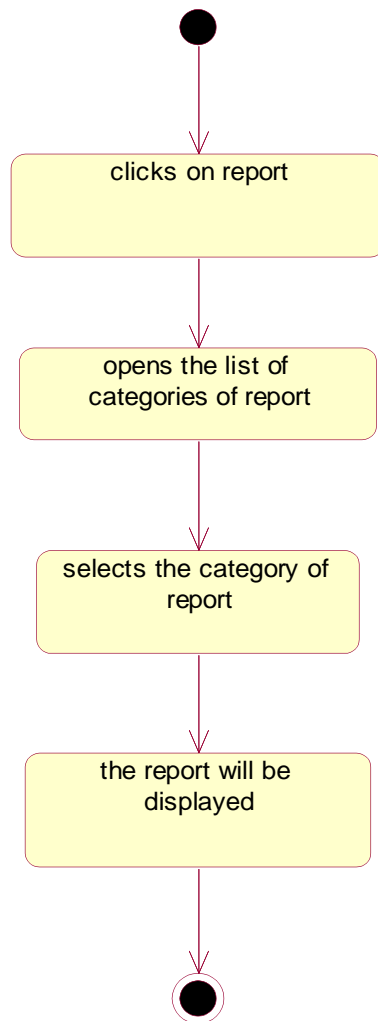 clicks on report
opens the list of
categories of report
selects the category of
report
the report will be
displayed